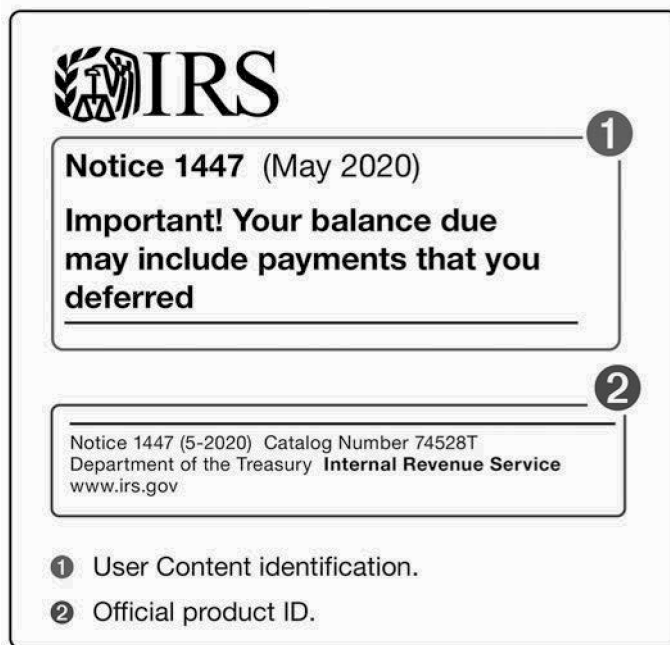 IRS
1
Notice 1447 (May 2020)
Important! Your balance due
may include payments that you
deferred
2
Notice 1447 (5-2020) Catalog Number 74528T
Department of the Treasury Internal Revenue Service
www.irs.gov
1 User Content identification.
2 Official product ID.